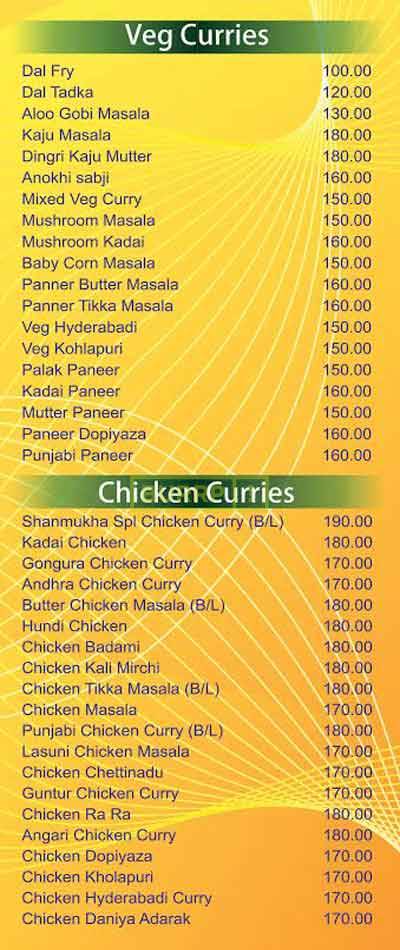 Veg Curries
Dal Fry 100.00
Dal Tadka 120.00
Aloo Gobi Masala 130.00
Kaju Masala 180.00
Dingri Kaju Mutter 180.00
Anokhi sabji 160.00
Mixed Veg Curry 150.00
Mushroom Masala 150.00
Mushroom Kadai 160.00
Baby Corn Masala 150.00
Panner Butter Masala 160.00
Panner Tikka Masala 160.00
Veg Hyderabadi 150.00
Veg Kohlapuri 150.00
Palak Paneer 150.00
Kadai Paneer 160.00
Mutter Paneer 150.00
Paneer Dopiyaza 160.00
Punjabi Paneer 160.00
Chicken Curries
Shanmukha Spl Chicken Curry (B/L) 190.00
Kadai Chicken 180.00
Gongura Chicken Curry 170.00
Andhra Chicken Curry 170.00
Butter Chicken Masala (B/L) 180.00
Hundi Chicken 180.00
Chicken Badami 180.00
Chicken Kali Mirchi 180.00
Chicken Tikka Masala (B/L) 180.00
Chicken Masala 170.00
Punjabi Chicken Curry (B/L) 180.00
Lasuni Chicken Masala 170.00
Chicken Chettinadu 170.00
Guntur Chicken Curry 170.00
Chicken Ra Ra 180.00
Angari Chicken Curry 180.00
Chicken Dopiyaza 170.00
Chicken Kholapuri 170.00
Chicken Hyderabadi Curry 170.00
Chicken Daniya Adarak 170.00